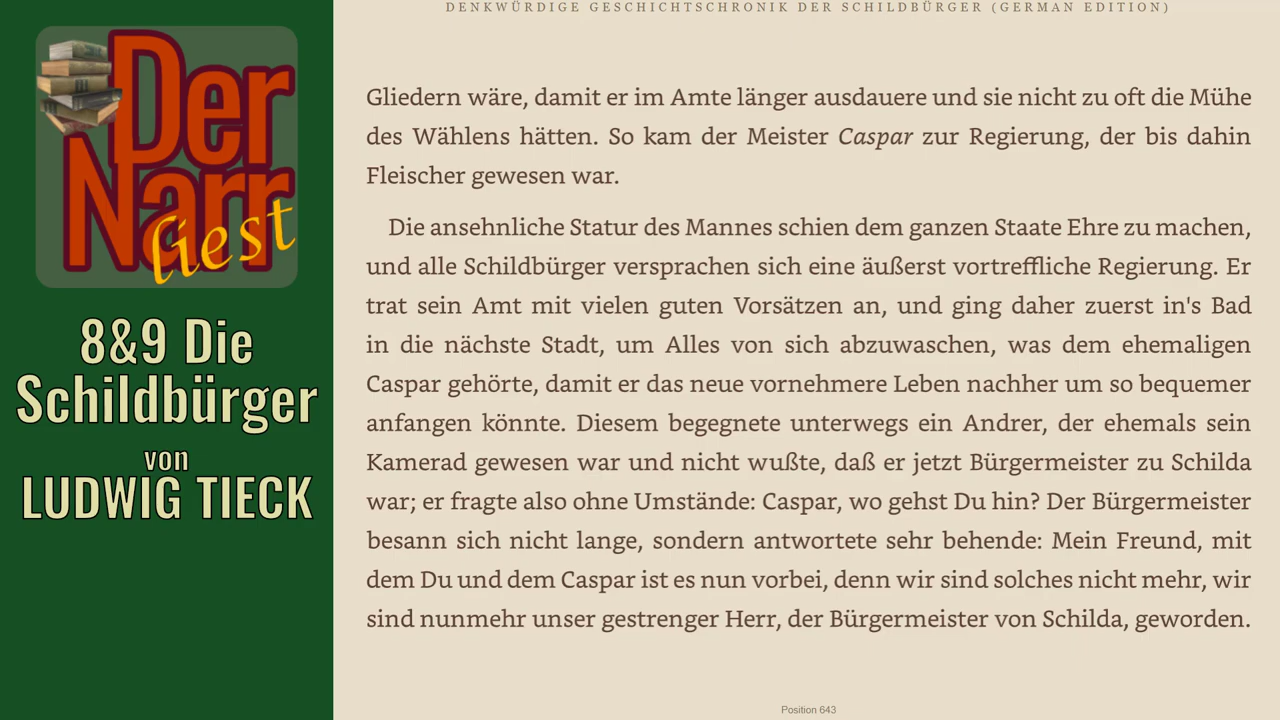 Der
Narr
liest
8&9 Die
Schildbürger
von
LUDWIG TIECK
DENKWÜRDIGE GESCHICHTSCHRONIK DER SCHILDBÜRGER (GERMAN EDITION)
Gliedern wäre, damit er im Amte länger ausdauere und sie nicht zu oft die Mühe
des Wählens hätten. So kam der Meister Caspar zur Regierung, der bis dahin
Fleischer gewesen war.
Die ansehnliche Statur des Mannes schien dem ganzen Staate Ehre zu machen,
und alle Schildbürger versprachen sich eine äußerst vortreffliche Regierung. Er
trat sein Amt mit vielen guten Vorsätzen an, und ging daher zuerst in's Bad
in die nächste Stadt, um Alles von sich abzuwaschen, was dem ehemaligen
Caspar gehörte, damit er das neue vornehmere Leben nachher um so bequemer
anfangen könnte. Diesem begegnete unterwegs ein Andrer, der ehemals sein
Kamerad gewesen war und nicht wußte, daß er jetzt Bürgermeister zu Schilda
war; er fragte also ohne Umstände: Caspar, wo gehst Du hin? Der Bürgermeister
besann sich nicht lange, sondern antwortete sehr behende: Mein Freund, mit
dem Du und dem Caspar ist es nun vorbei, denn wir sind solches nicht mehr, wir
sind nunmehr unser gestrenger Herr, der Bürgermeister von Schilda, geworden.
Position 643